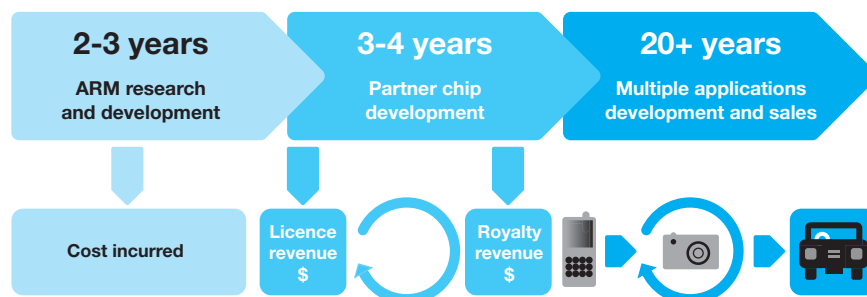 2-3 years
ARM research
and development
3-4 years
Partner chip
development
20+ years
Multiple applications
development and sales
Cost incurred
Licence
revenue
$
Royalty
revenue
$